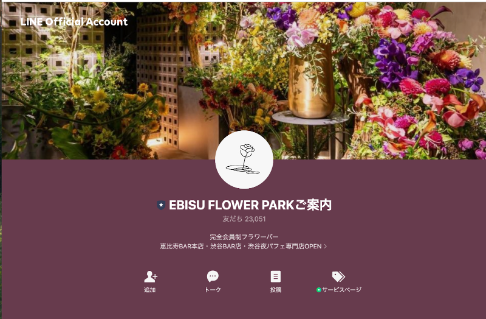 LINE Official Account
EBISU FLOWER PARKご案内
友だち 23,051
完全会員制フラワーバー
恵比寿BAR本店・渋谷BAR店・渋谷夜パフェ専門店OPEN
追加
トーク
投稿
サービスページ